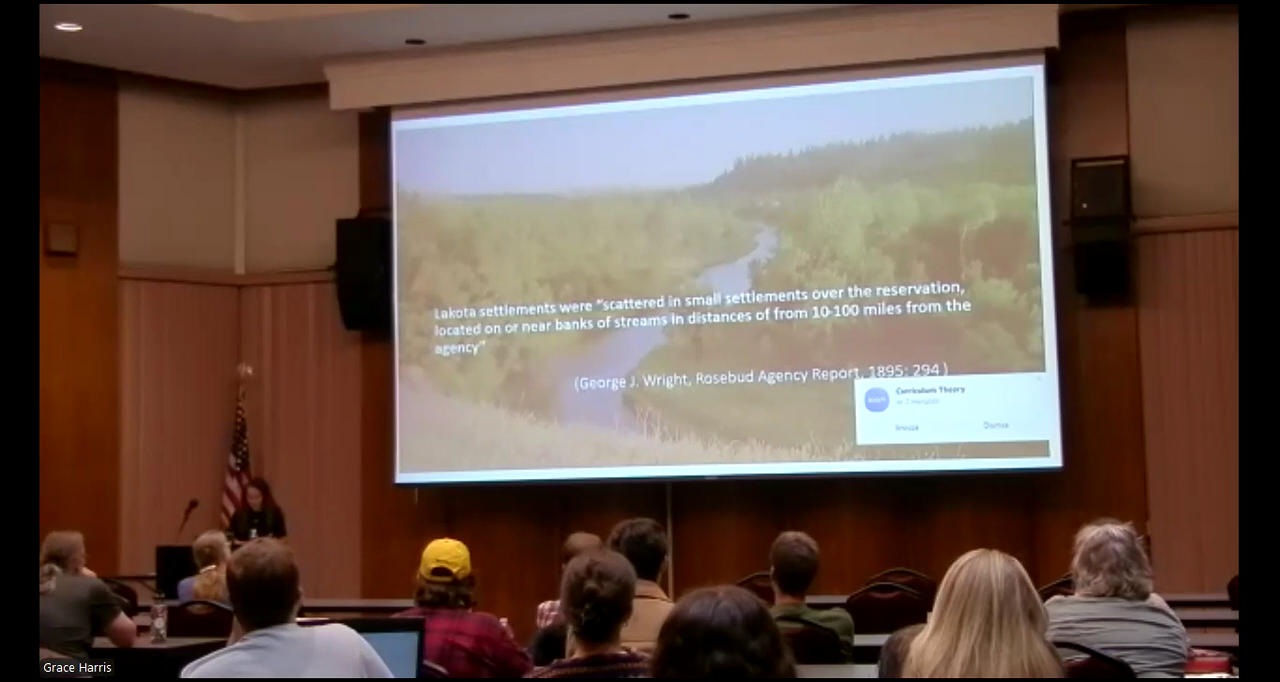 Lakota settlements were "scattered in small settlements over the reservation,
located on or near banks of streams in distances of from 10-100 miles from the
agency"
(George J. Wright, Rosebud Agency Report, 1895: 294 )
Curriculum Theory
Snooze
Dismiss
Grace Harris